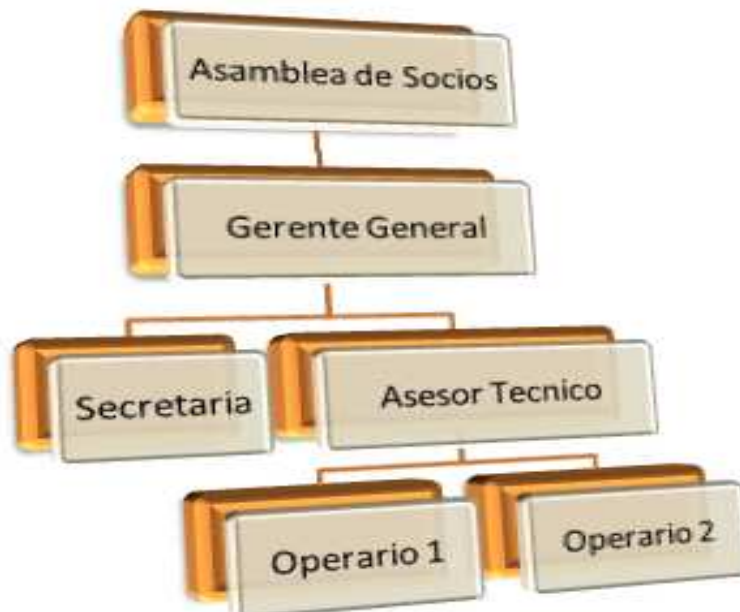 Asamblea de Socios
Gerente General
Secretaria
Asesor Tecnico
Operario 1
Operario 2